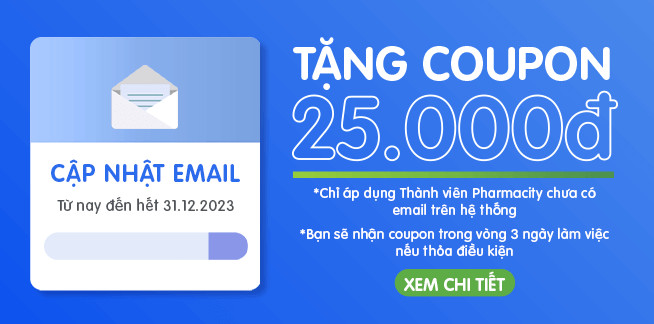 CẬP NHẬT EMAIL
Từ nay đến hết 31.12.2023
TẶNG COUPON
25.000đ
*Chỉ áp dụng Thành viên Pharmacity chưa có
email trên hệ thống
*Bạn sẽ nhận coupon trong vòng 3 ngày làm việc
nếu thỏa điều kiện
XEM CHI TIẾT